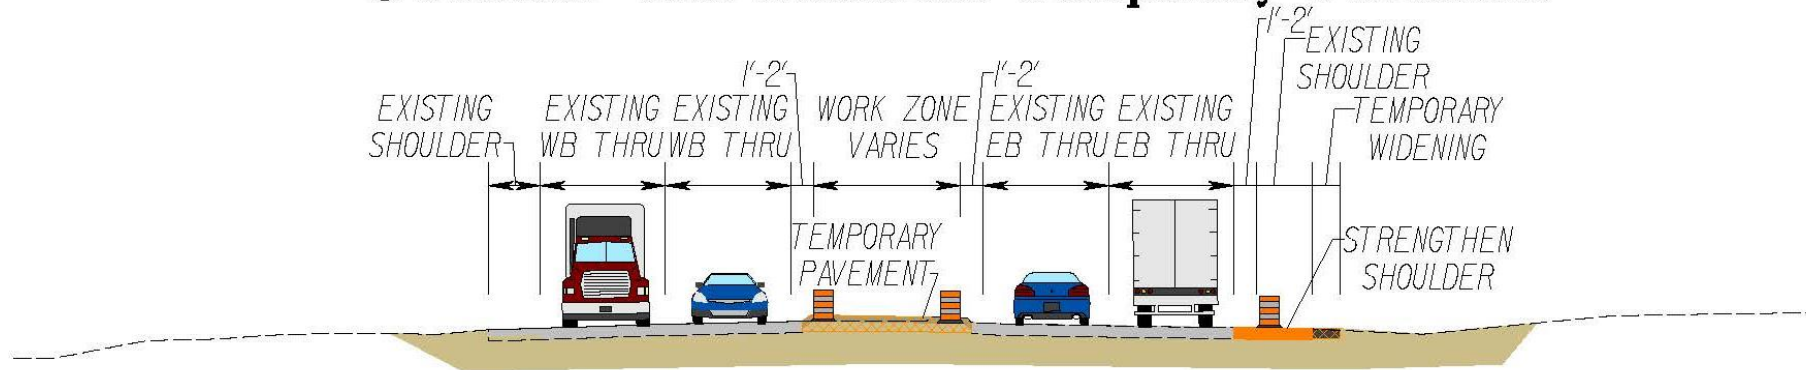 1'-2'
EXISTING
SHOULDER
1'-2'
1'-2'
EXISTING
SHOULDER
EXISTING
WB THRU
EXISTING
WB THRU
WORK ZONE
VARIES
EXISTING
EB THRU
EXISTING
EB THRU
TEMPORARY
WIDENING
TEMPORARY
PAVEMENT
STRENGTHEN
SHOULDER